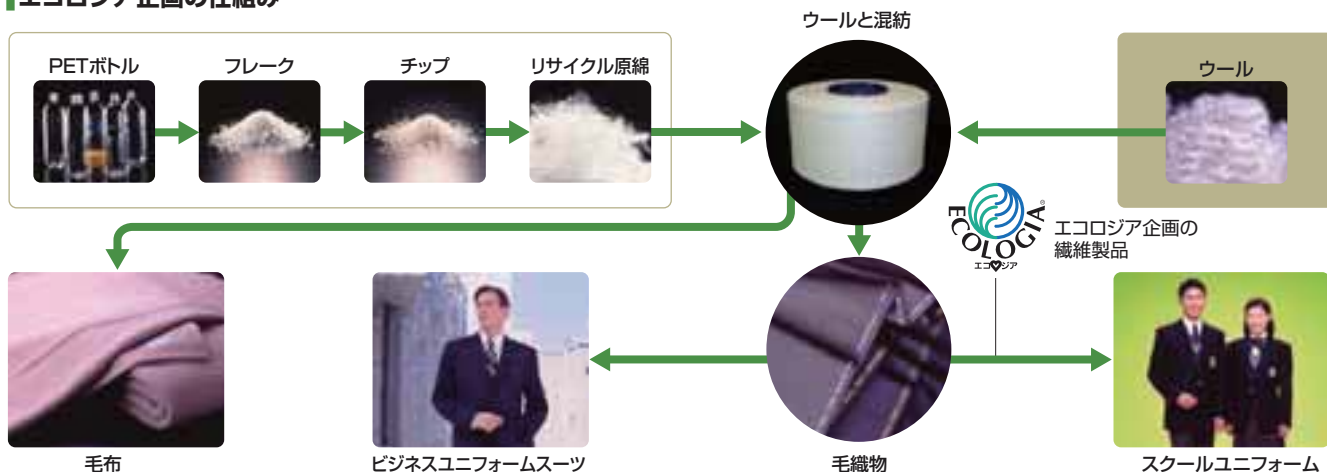 エコロジア企画の仕組み
ウールと混紡
PETボトル
フレーク
チップ
リサイクル原綿
ウール
ECOLOGIA®
エコ♥ジア
エコロジア企画の
繊維製品
毛布
ビジネスユニフォームスーツ
毛織物
スクールユニフォーム